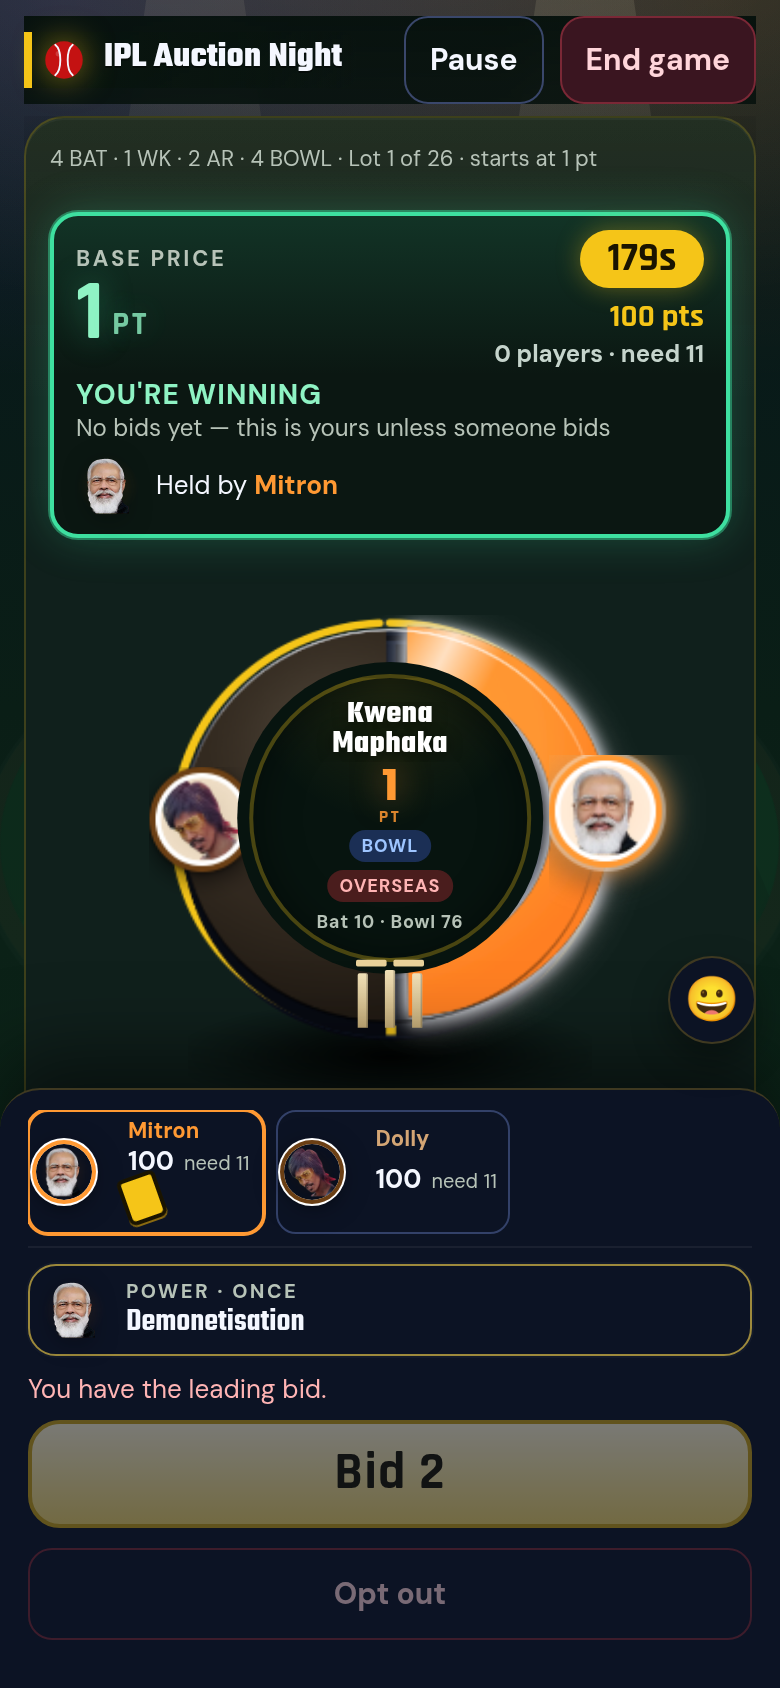 IPL Auction Night
Pause
End game
4 BAT · 1 WK · 2 AR · 4 BOWL · Lot 1 of 26 · starts at 1 pt
BASE PRICE
179s
1 PT
100 pts
0 players · need 11
YOU'RE WINNING
No bids yet — this is yours unless someone bids
Held by Mitron
Kwena
Maphaka
1
PT
BOWL
OVERSEAS
Bat 10 · Bowl 76
Mitron
100 need 11
Dolly
100 need 11
POWER · ONCE
Demonetisation
You have the leading bid.
Bid 2
Opt out